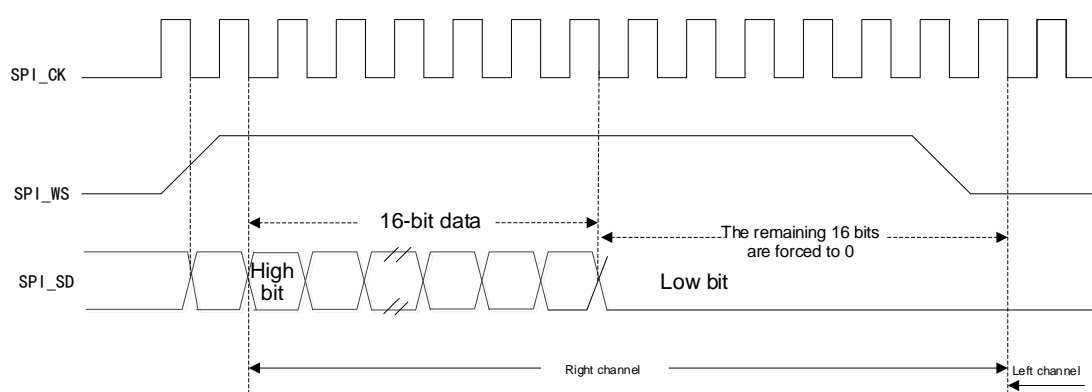 SPI_CK
SPI_WS
16-bit data
The remaining 16 bits
are forced to 0
SPI_SD
High
bit
Low bit
Right channel
Left channel